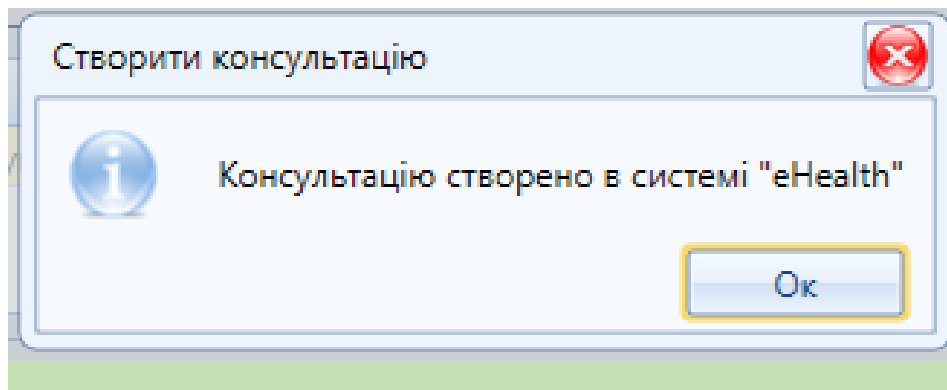 Створити консультацію
Консультацію створено в системі "eHealth"
Ок